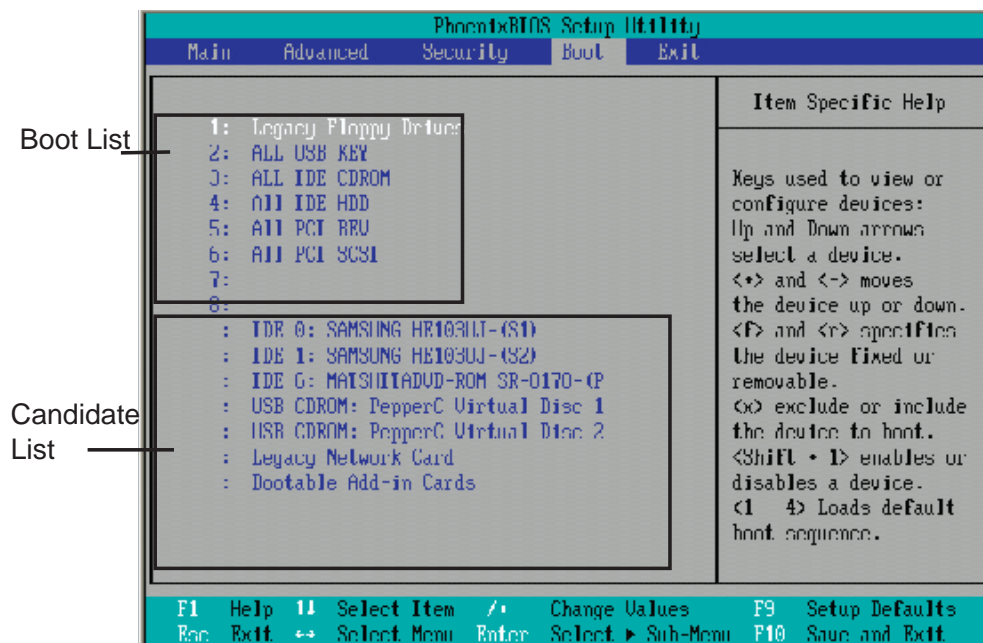 PhoenixBIOS Setup Utility
Main Advanced Security Boot Exit
Item Specific Help
Boot List
1: Legacy Floppy Drives
2: ALL USB KEY
3: ALL IDE CDROM
4: All IDE HDD
5: All PCI BEV
6: All PCI SCSI
7:
8:
Candidate List
: IDE 0: SAMSUNG HE103UJ-(S1)
: IDE 1: SAMSUNG HE103UJ-(S2)
: IDE 6: MATSHITADVD-ROM SR-8178-(P
: USB CDROM: PepperC Virtual Disc 1
: USB CDROM: PepperC Virtual Disc 2
: Legacy Network Card
: Bootable Add-in Cards
Keys used to view or
configure devices:
Up and Down arrows
select a device.
<+> and <-> moves
the device up or down.
<f> and <r> specifies
the device fixed or
removable.
<x> exclude or include
the device to boot.
<Shift + 1> enables or
disables a device.
<1 4> Loads default
boot sequence.
F1 Help ↑↓ Select Item Change Values F9 Setup Defaults
Esc Exit ↔ Select Menu Enter Select ▶ Sub-Menu F10 Save and Exit